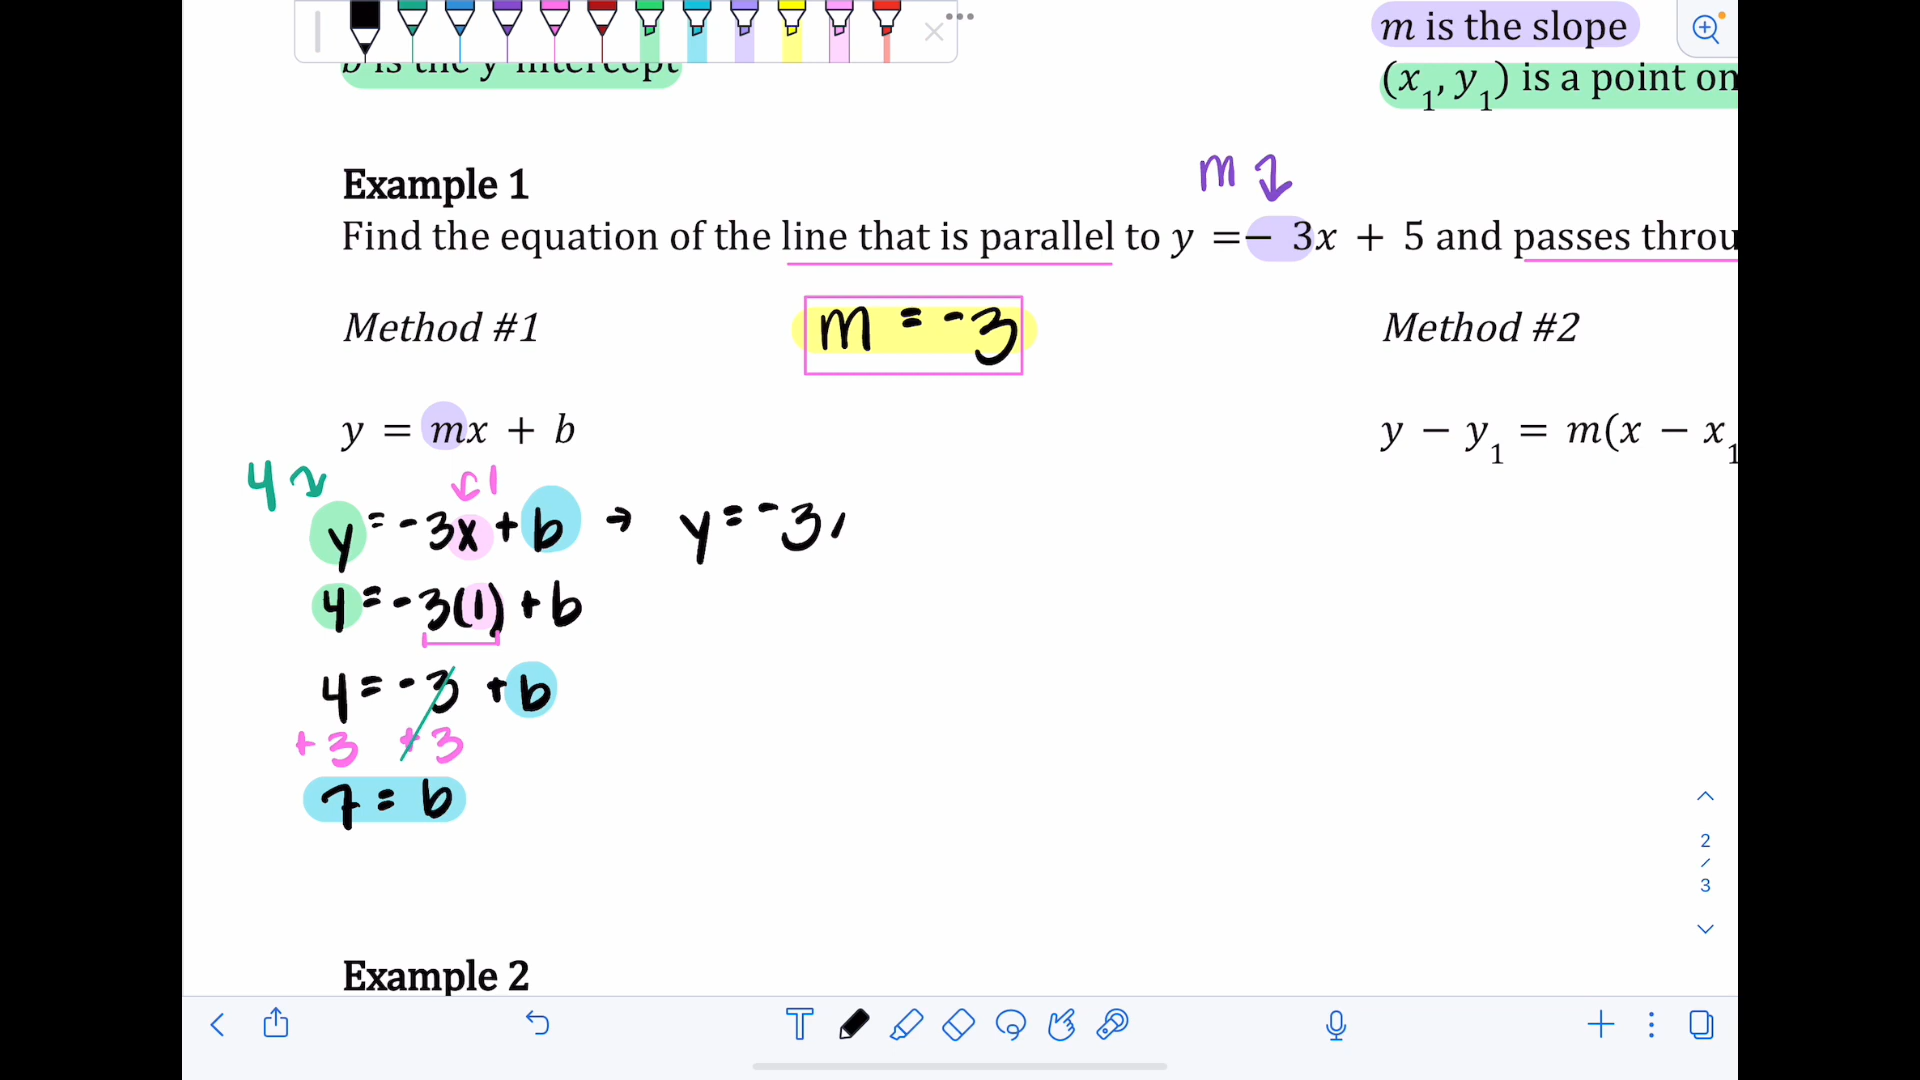 m is the slope
b is the y intercept
(x₁, y₁) is a point on
Example 1
m
Find the equation of the line that is parallel to y = − 3x + 5 and passes throu
Method #1
m = -3
Method #2
y = mx + b
y − y₁ = m(x − x₁
4
1
y = -3x + b → y = -3
4 = -3(1) + b
4 = -3 + b
+3 +3
7 = b
2
/
3
Example 2
T